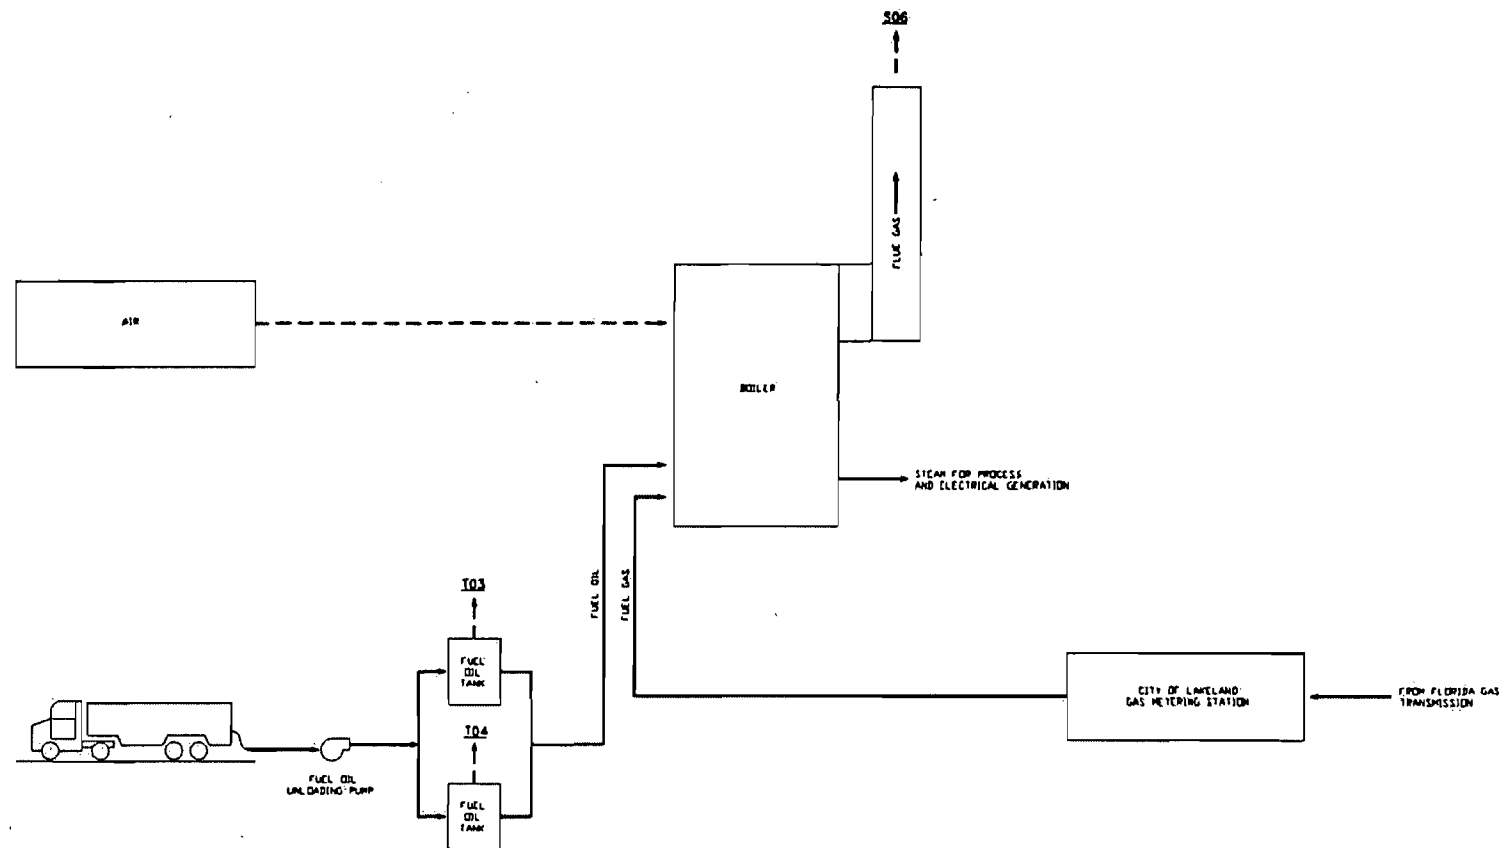 S06
FLUE GAS
AIR
BOILER
STEAM FOR PROCESS
AND ELECTRICAL GENERATION
FUEL OIL
FUEL GAS
T03
FUEL
OIL
TANK
CITY OF LAKELAND
GAS METERING STATION
FROM FLORIDA GAS
TRANSMISSION
T04
FUEL OIL
UNLOADING PUMP
FUEL
OIL
TANK